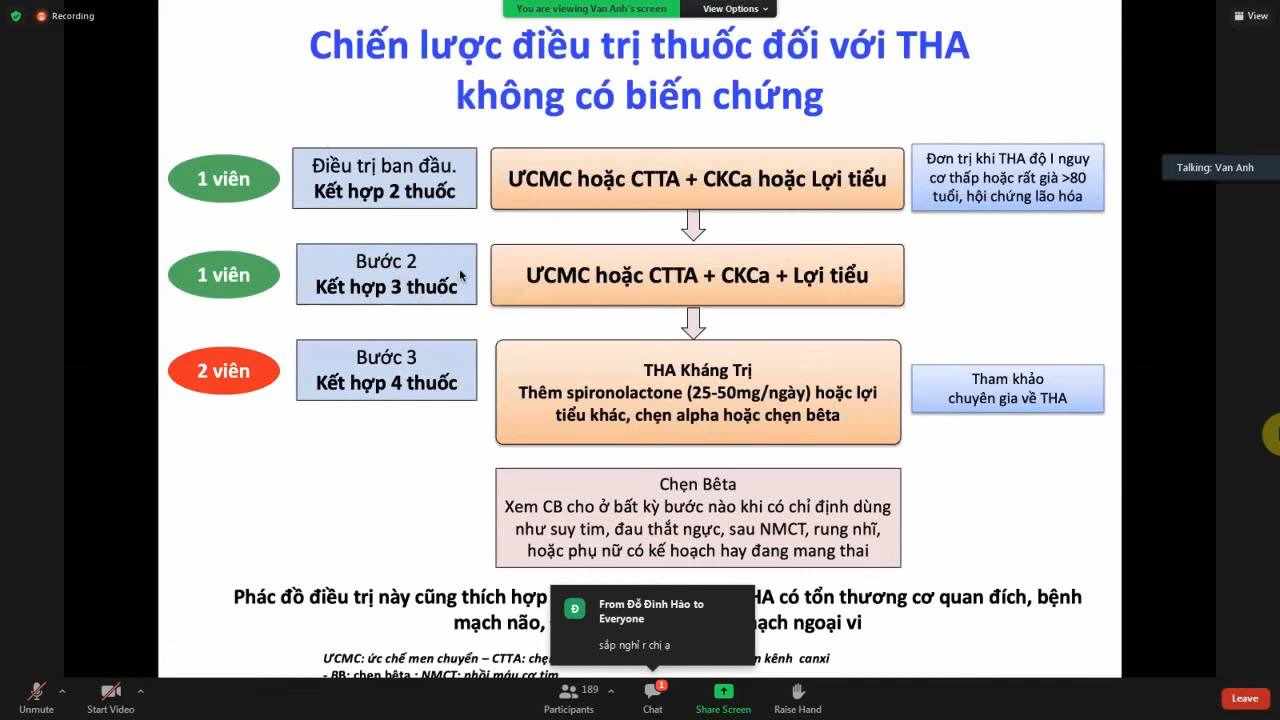 Recording
You are viewing Van Anh's screen
View Options
View
Chiến lược điều trị thuốc đối với THA
không có biến chứng
1 viên
Điều trị ban đầu.
Kết hợp 2 thuốc
ƯCMC hoặc CTTA + CKCa hoặc Lợi tiểu
Đơn trị khi THA độ I nguy
cơ thấp hoặc rất già >80
tuổi, hội chứng lão hóa
Talking: Van Anh
1 viên
Bước 2
Kết hợp 3 thuốc
ƯCMC hoặc CTTA + CKCa + Lợi tiểu
2 viên
Bước 3
Kết hợp 4 thuốc
THA Kháng Trị
Thêm spironolactone (25-50mg/ngày) hoặc lợi
tiểu khác, chẹn alpha hoặc chẹn bêta
Tham khảo
chuyên gia về THA
Chẹn Bêta
Xem CB cho ở bất kỳ bước nào khi có chỉ định dùng
như suy tim, đau thắt ngực, sau NMCT, rung nhĩ,
hoặc phụ nữ có kế hoạch hay đang mang thai
Phác đồ điều trị này cũng thích hợp HA có tổn thương cơ quan đích, bệnh
mạch não, mạch ngoại vi
ƯCMC: ức chế men chuyển – CTTA: kênh canxi
- BB: chẹn bêta ; NMCT: nhồi máu cơ tim
Đ
From Đỗ Đình Hào to
Everyone
sắp nghỉ r chị ạ
Unmute
Start Video
Participants
189
Chat
1
Share Screen
Raise Hand
Leave